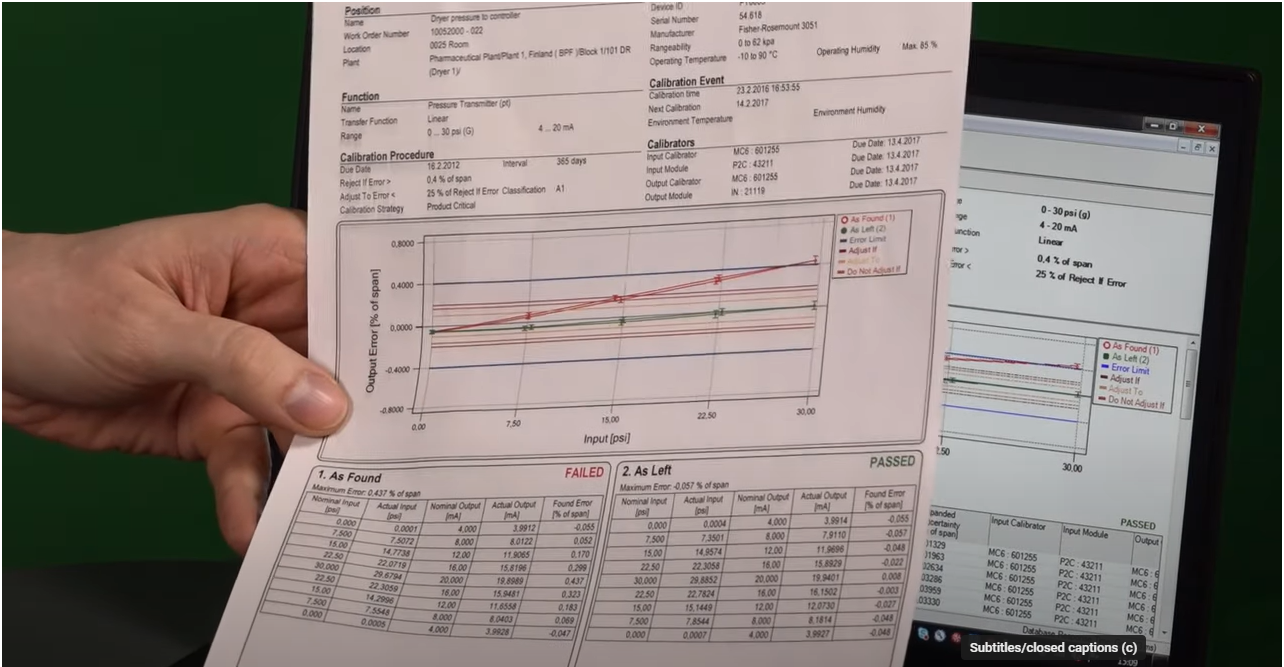 Position
Name Dryer pressure to controller
Work Order Number 10052000 - 022
Location 0025 Room
Plant Pharmaceutical Plant/Plant 1, Finland ( BPF )/Block 1/101 DR
(Dryer 1)/
Device ID
Serial Number 54.618
Manufacturer Fisher-Rosemount 3051
Rangeability 0 to 62 kpa
Operating Temperature -10 to 90 °C Operating Humidity Max. 85 %
Function
Name Pressure Transmitter (pt)
Transfer Function Linear
Range 0 ... 30 psi (G) 4 ... 20 mA
Calibration Event
Calibration time 23.2.2016 16:53:55
Next Calibration 14.2.2017
Environment Temperature Environment Humidity
Calibration Procedure
Due Date 16.2.2012 Interval 365 days
Reject If Error > 0,4 % of span
Adjust To Error < 25 % of Reject If Error Classification A1
Calibration Strategy Product Critical
Calibrators
Input Calibrator MC6 : 601255 Due Date: 13.4.2017
Input Module P2C : 43211 Due Date: 13.4.2017
Output Calibrator MC6 : 601255 Due Date: 13.4.2017
Output Module IN : 21119 Due Date: 13.4.2017
Output Error [% of span]
0,8000
0,4000
0,0000
-0,4000
-0,8000
0,00 7,50 15,00 22,50 30,00
Input [psi]
As Found (1)
As Left (2)
Error Limit
Adjust If
Adjust To
Do Not Adjust If
1. As Found FAILED
Maximum Error: 0,437 % of span
Nominal Input [psi] Actual Input [psi] Nominal Output [mA] Actual Output [mA] Found Error [% of span]
0,000 0,0001 4,000 3,9912 -0,055
7,500 7,5072 8,000 8,0122 0,052
15,00 14,7738 12,00 11,9065 0,170
22,50 22,0719 16,00 15,8196 0,299
30,000 29,6794 20,000 19,8989 0,437
22,50 22,3059 16,00 15,9481 0,323
15,00 14,2996 12,00 11,6558 0,183
7,500 7,5548 8,000 8,0403 0,069
0,000 0,0005 4,000 3,9928 -0,047
2. As Left PASSED
Maximum Error: -0,057 % of span
Nominal Input [psi] Actual Input [psi] Nominal Output [mA] Actual Output [mA] Found Error [% of span]
0,000 0,0004 4,000 3,9914 -0,055
7,500 7,3501 8,000 7,9110 -0,057
15,00 14,9574 12,00 11,9696 -0,048
22,50 22,3058 16,00 15,8929 -0,022
30,000 29,8852 20,000 19,9401 0,008
22,50 22,7824 16,00 16,1502 -0,003
15,00 15,1449 12,00 12,0730 -0,027
7,500 7,8544 8,000 8,1814 -0,048
0,000 0,0007 4,000 3,9927 -0,046
0 - 30 psi (g)
4 - 20 mA
Linear
0,4 % of span
25 % of Reject If Error
As Found (1)
As Left (2)
Error Limit
Adjust If
Adjust To
Do Not Adjust If
30,00
PASSED
of span] Input Calibrator Input Module Output
MC6 : 601255 P2C : 43211 MC6 : 6
MC6 : 601255 P2C : 43211 MC6 : 6
MC6 : 601255 P2C : 43211 MC6 : 6
MC6 : 601255 P2C : 43211 MC6 : 6
MC6 : 601255 P2C : 43211 MC6 : 6
Subtitles/closed captions (c)
15:09